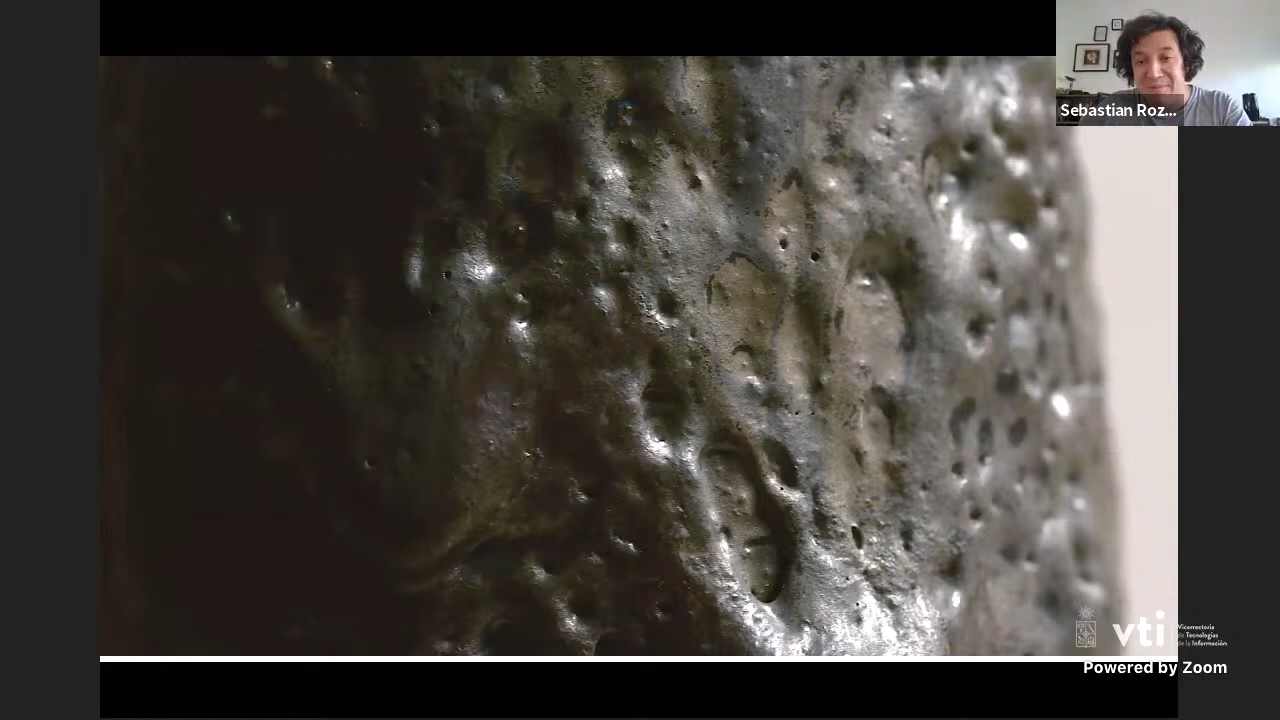 Sebastian Roz...
vti
Vicerrectoría
de Tecnologías
de la Información
Powered by Zoom